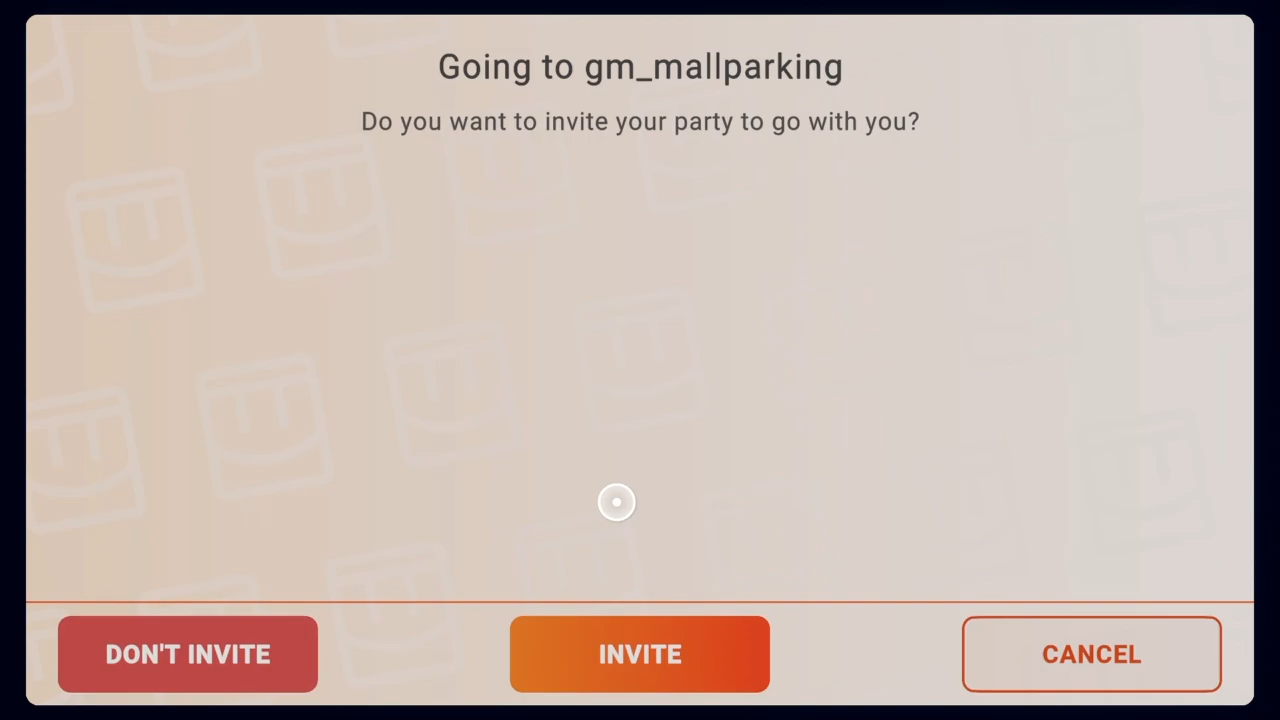 Going to gm_mallparking
Do you want to invite your party to go with you?
DON'T INVITE
INVITE
CANCEL